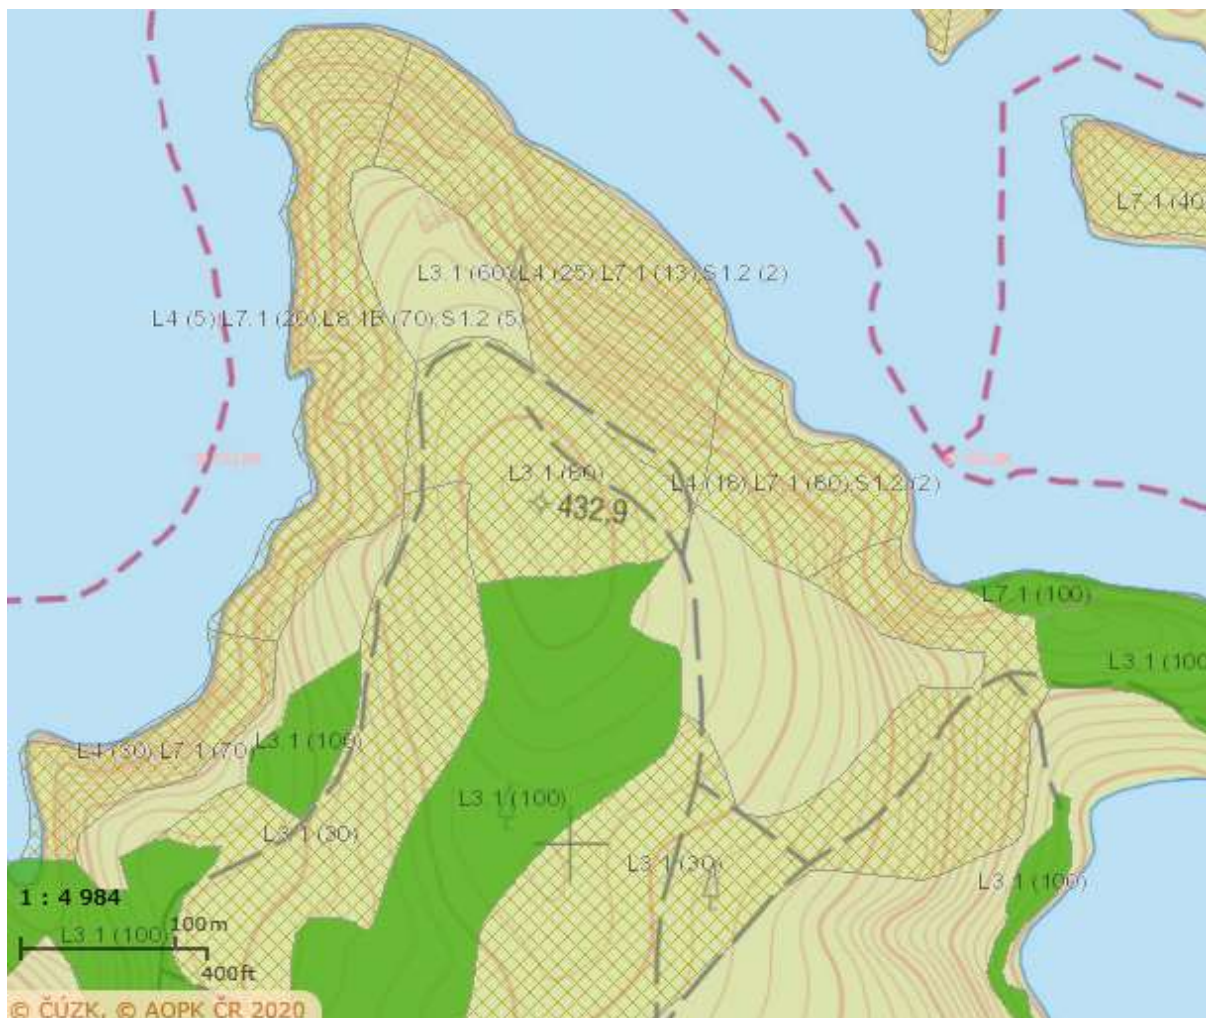 L7.1 (40
L3.1 (60), L4 (25), L7.1 (13), S1.2 (2)
L4 (5), L7.1 (20), L8.1B (70), S1.2 (5)
L3.1 (80)
L4 (18), L7.1 (80), S1.2 (2)
432,9
L7.1 (100)
L3.1 (100
L4 (30), L7.1 (70)
L3.1 (100)
L3.1 (100)
L3.1 (30)
L3.1 (30)
L3.1 (100)
1 : 4 984
L3.1 (100)
100m
400ft
© ČÚZK, © AOPK ČR 2020